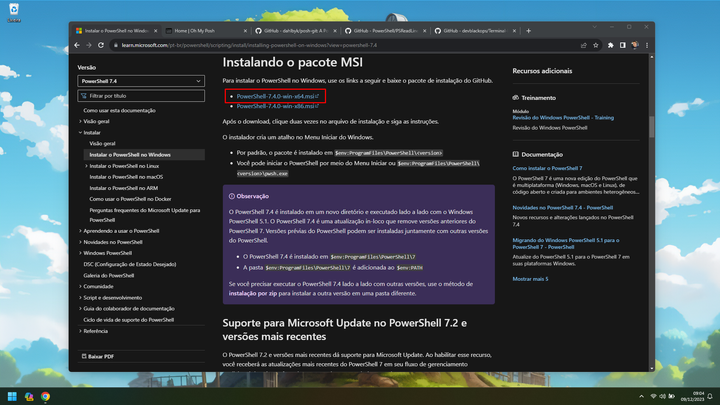 Instalar o PowerShell no Windows
Home | Oh My Posh
GitHub - dahlbyk/posh-git: A P
GitHub - PowerShell/PSReadLin
GitHub - devblackops/Terminal
learn.microsoft.com/pt-br/powershell/scripting/install/installing-powershell-on-windows?view=powershell-7.4
Versão
PowerShell 7.4
Filtrar por título
Como usar esta documentação
Visão geral
Instalar
Visão geral
Instalar o PowerShell no Windows
Instalar o PowerShell no Linux
Instalar o PowerShell no macOS
Instalar o PowerShell no ARM
Como usar o PowerShell no Docker
Perguntas frequentes do Microsoft Update para
PowerShell
Aprendendo a usar o PowerShell
Novidades no PowerShell
Windows PowerShell
DSC (Configuração de Estado Desejado)
Galeria do PowerShell
Comunidade
Script e desenvolvimento
Guia do colaborador de documentação
Ciclo de vida de suporte do PowerShell
Referência
Baixar PDF
Instalando o pacote MSI
Para instalar o PowerShell no Windows, use os links a seguir e baixe o pacote de instalação do GitHub.
PowerShell-7.4.0-win-x64.msi
PowerShell-7.4.0-win-x86.msi
Após o download, clique duas vezes no arquivo de instalação e siga as instruções.
O instalador cria um atalho no Menu Iniciar do Windows.
Por padrão, o pacote é instalado em $env:ProgramFiles\PowerShell\<version>
Você pode iniciar o PowerShell por meio do Menu Iniciar ou $env:ProgramFiles\PowerShell\
<version>\pwsh.exe
Observação
O PowerShell 7.4 é instalado em um novo diretório e executado lado a lado com o Windows
PowerShell 5.1. O PowerShell 7.4 é uma atualização in-loco que remove versões anteriores do
PowerShell 7. Versões prévias do PowerShell podem ser instaladas juntamente com outras versões
do PowerShell.
O PowerShell 7.4 é instalado em $env:ProgramFiles\PowerShell\7
A pasta $env:ProgramFiles\PowerShell\7 é adicionada ao $env:PATH
Se você precisar executar o PowerShell 7.4 lado a lado com outras versões, use o método de
instalação por zip para instalar a outra versão em uma pasta diferente.
Suporte para Microsoft Update no PowerShell 7.2 e
versões mais recentes
O PowerShell 7.2 e versões mais recentes dá suporte para Microsoft Update. Ao habilitar esse recurso,
você receberá as atualizações mais recentes do PowerShell 7 em seu fluxo de gerenciamento
Recursos adicionais
Treinamento
Módulo
Revisão do Windows PowerShell - Training
Revisão do Windows PowerShell
Documentação
Como instalar o PowerShell 7
O PowerShell 7 é uma nova edição do PowerShell que
é multiplataforma (Windows, macOS e Linux), de
código aberto e criada para ambientes heterogêneos...
Novidades no PowerShell 7.4 - PowerShell
Novos recursos e alterações lançados no PowerShell
7.4
Migrando do Windows PowerShell 5.1 para o
PowerShell 7 - PowerShell
Atualize do PowerShell 5.1 para o PowerShell 7 em
suas plataformas Windows.
Mostrar mais 5
09:04
09/12/2023